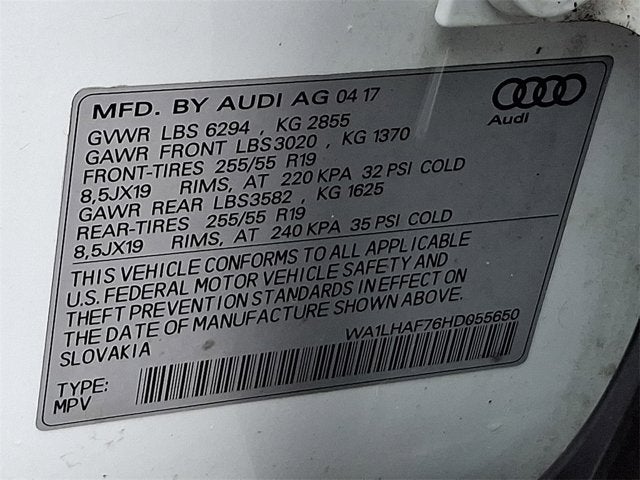 MFD. BY AUDI AG 04 17
Audi
GVWR LBS 6294 , KG 2855
GAWR FRONT LBS3020 , KG 1370
FRONT-TIRES 255/55 R19
8,5JX19 RIMS, AT 220 KPA 32 PSI COLD
GAWR REAR LBS3582 , KG 1625
REAR-TIRES 255/55 R19
8,5JX19 RIMS, AT 240 KPA 35 PSI COLD
THIS VEHICLE CONFORMS TO ALL APPLICABLE
U.S. FEDERAL MOTOR VEHICLE SAFETY AND
THEFT PREVENTION STANDARDS IN EFFECT ON
THE DATE OF MANUFACTURE SHOWN ABOVE.
SLOVAKIA
WA1LHAF76HD055650
TYPE:
MPV